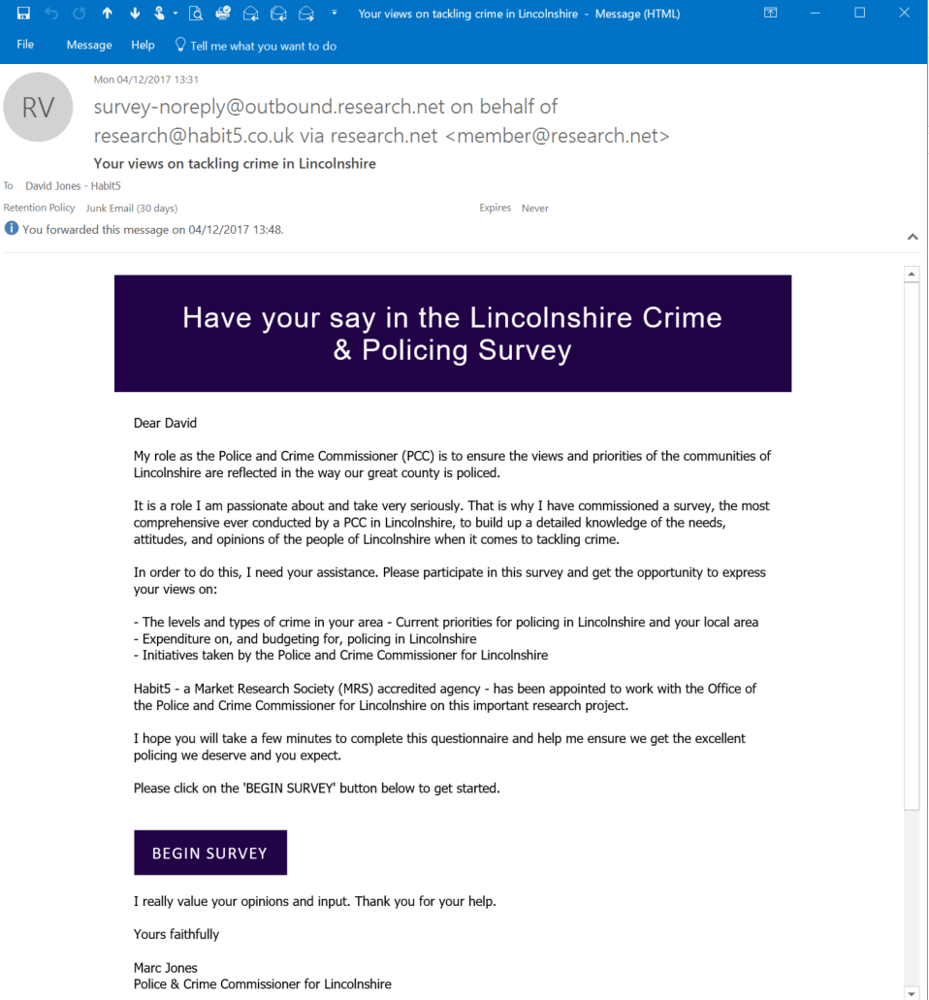 Your views on tackling crime in Lincolnshire - Message (HTML)
File Message Help Tell me what you want to do
RV
Mon 04/12/2017 13:31
survey-noreply@outbound.research.net on behalf of
research@habit5.co.uk via research.net <member@research.net>
Your views on tackling crime in Lincolnshire
To David Jones - Habit5
Retention Policy Junk Email (30 days) Expires Never
You forwarded this message on 04/12/2017 13:48.
Have your say in the Lincolnshire Crime
& Policing Survey
Dear David
My role as the Police and Crime Commissioner (PCC) is to ensure the views and priorities of the communities of
Lincolnshire are reflected in the way our great county is policed.
It is a role I am passionate about and take very seriously. That is why I have commissioned a survey, the most
comprehensive ever conducted by a PCC in Lincolnshire, to build up a detailed knowledge of the needs,
attitudes, and opinions of the people of Lincolnshire when it comes to tackling crime.
In order to do this, I need your assistance. Please participate in this survey and get the opportunity to express
your views on:
- The levels and types of crime in your area - Current priorities for policing in Lincolnshire and your local area
- Expenditure on, and budgeting for, policing in Lincolnshire
- Initiatives taken by the Police and Crime Commissioner for Lincolnshire
Habit5 - a Market Research Society (MRS) accredited agency - has been appointed to work with the Office of
the Police and Crime Commissioner for Lincolnshire on this important research project.
I hope you will take a few minutes to complete this questionnaire and help me ensure we get the excellent
policing we deserve and you expect.
Please click on the 'BEGIN SURVEY' button below to get started.
BEGIN SURVEY
I really value your opinions and input. Thank you for your help.
Yours faithfully
Marc Jones
Police & Crime Commissioner for Lincolnshire